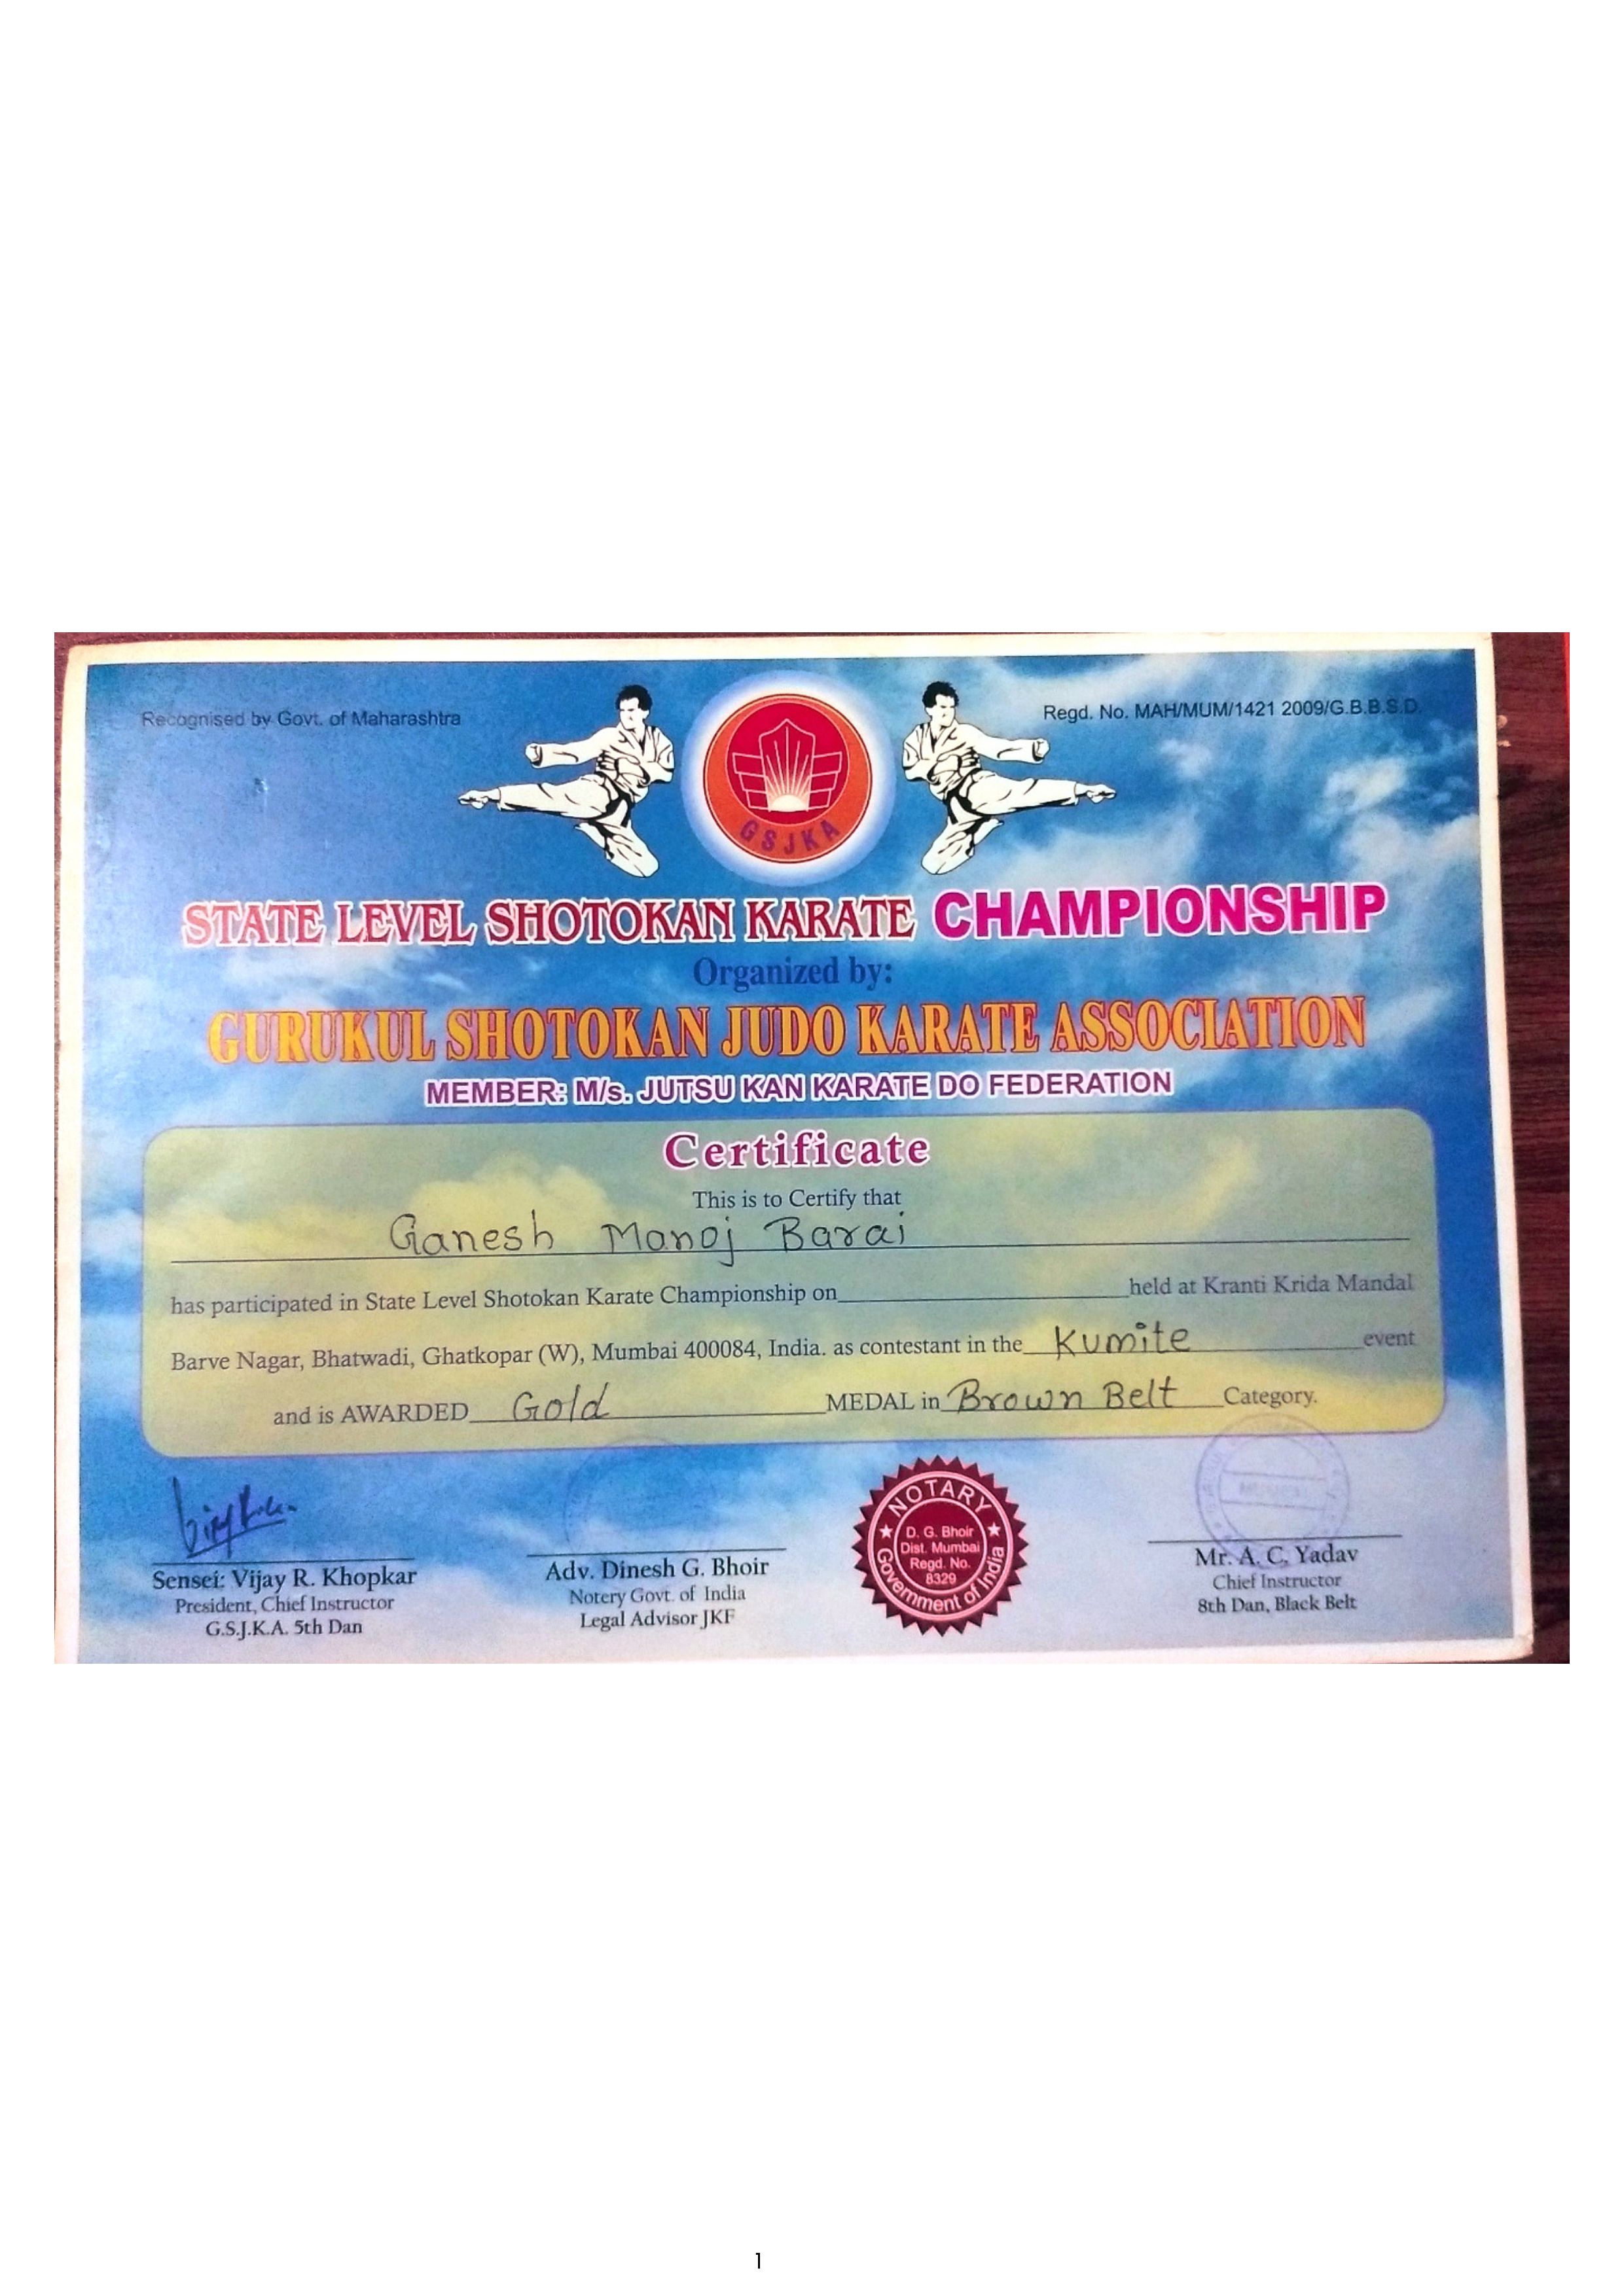 Recognised by Govt. of Maharashtra
Regd. No. MAH/MUM/1421 2009/G.B.B.S.D.
GSJKA
STATE LEVEL SHOTOKAN KARATE CHAMPIONSHIP
Organized by:
GURUKUL SHOTOKAN JUDO KARATE ASSOCIATION
MEMBER: M/s. JUTSU KAN KARATE DO FEDERATION
Certificate
This is to Certify that
Ganesh Manoj Barai
has participated in State Level Shotokan Karate Championship on held at Kranti Krida Mandal
Barve Nagar, Bhatwadi, Ghatkopar (W), Mumbai 400084, India. as contestant in the Kumite event
and is AWARDED Gold MEDAL in Brown Belt Category.
Sensei: Vijay R. Khopkar
President, Chief Instructor
G.S.J.K.A. 5th Dan
Adv. Dinesh G. Bhoir
Notery Govt. of India
Legal Advisor JKF
NOTARY
D. G. Bhoir
Dist. Mumbai
Regd. No.
8329
Government of India
Mr. A. C. Yadav
Chief Instructor
8th Dan, Black Belt
1